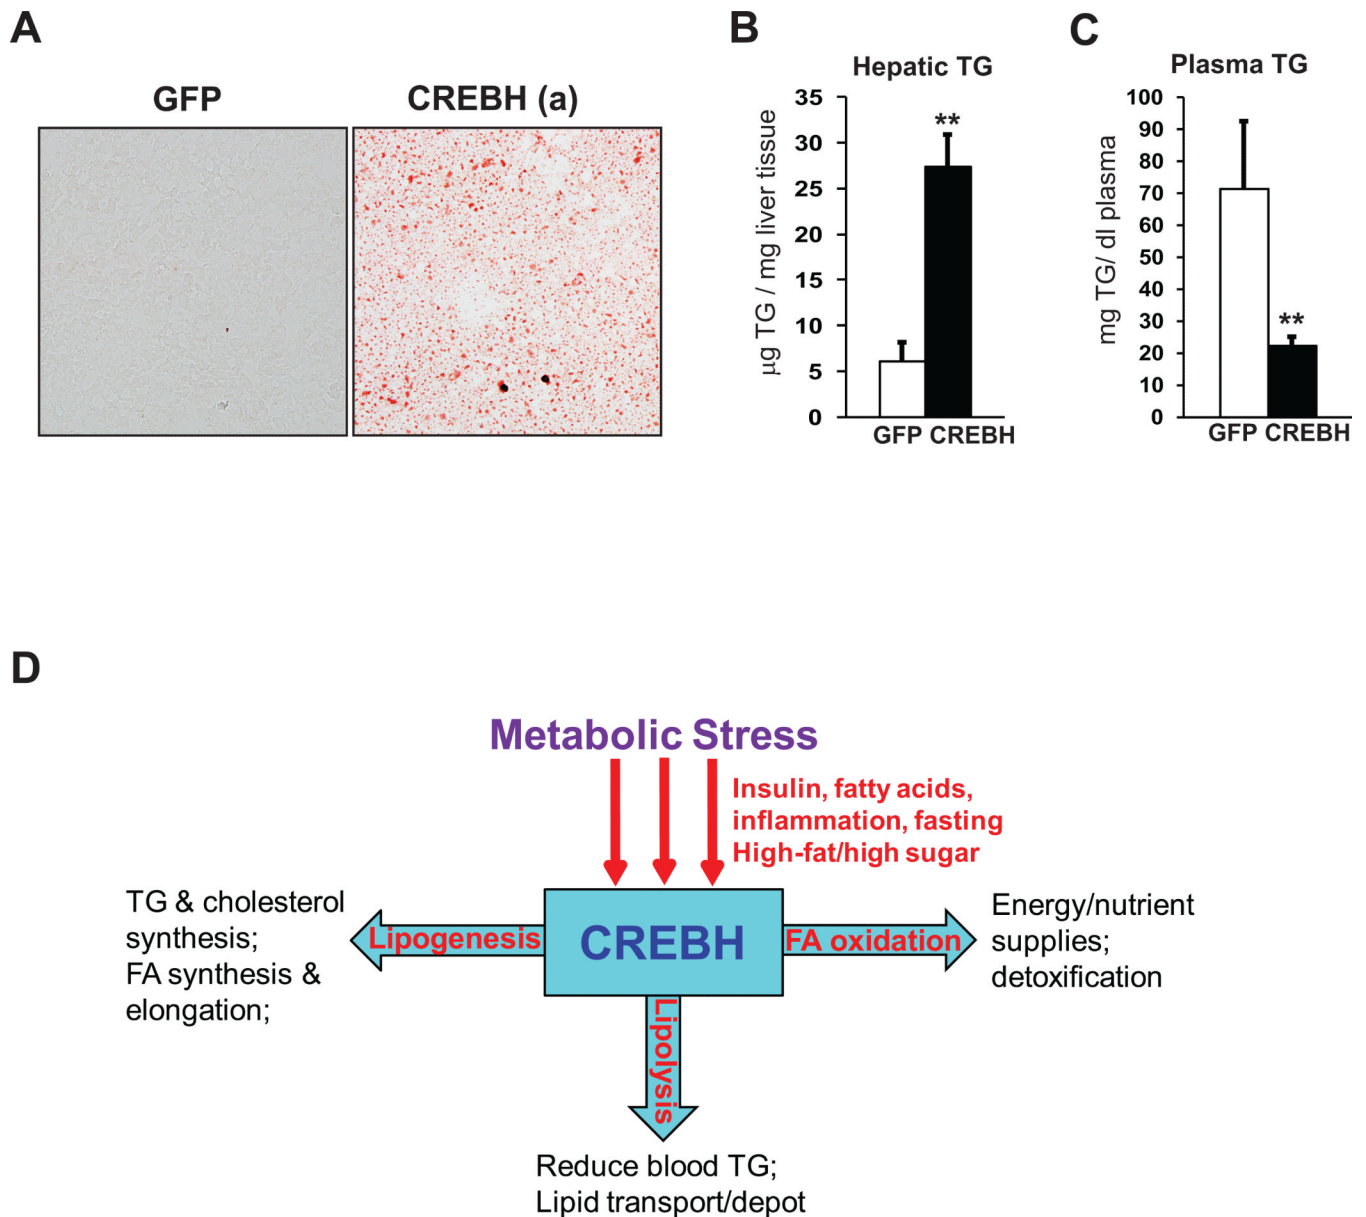 A
GFP
CREBH (a)
B
Hepatic TG
µg TG / mg liver tissue
35
30
25
20
15
10
5
0
**
GFP CREBH
C
Plasma TG
mg TG/ dl plasma
100
90
80
70
60
50
40
30
20
10
0
**
GFP CREBH
D
Metabolic Stress
Insulin, fatty acids,
inflammation, fasting
High-fat/high sugar
TG & cholesterol
synthesis;
FA synthesis &
elongation;
Lipogenesis
CREBH
FA oxidation
Energy/nutrient
supplies;
detoxification
Lipolysis
Reduce blood TG;
Lipid transport/depot